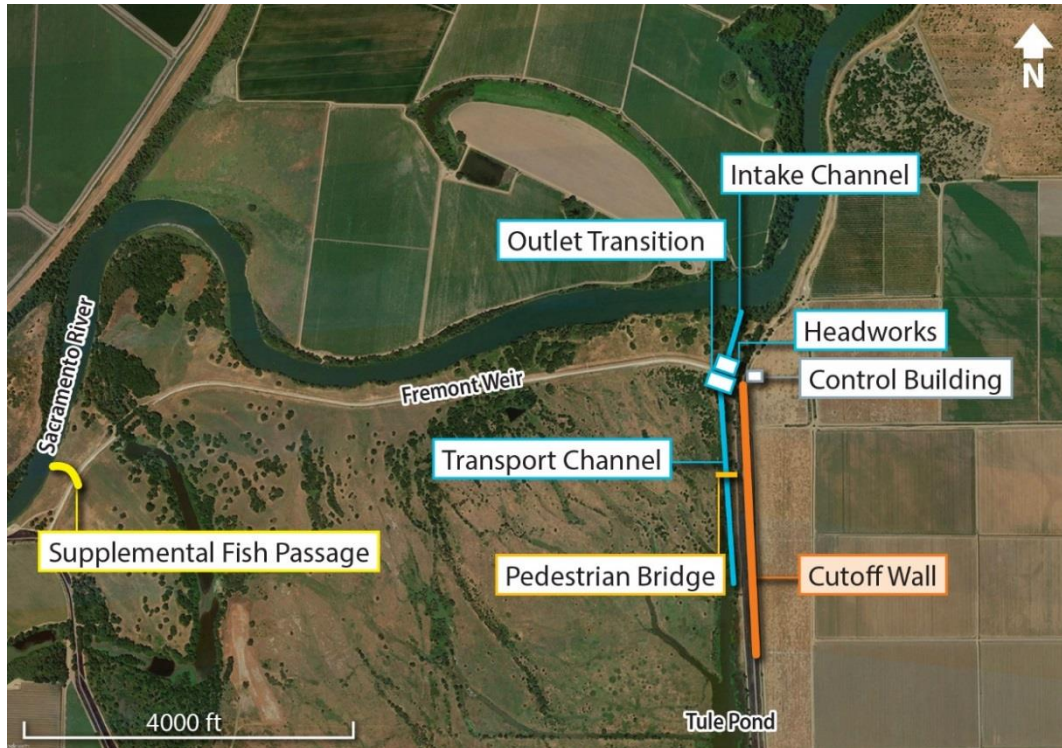 N
Intake Channel
Outlet Transition
Headworks
Control Building
Fremont Weir
Sacramento River
Transport Channel
Supplemental Fish Passage
Pedestrian Bridge
Cutoff Wall
4000 ft
Tule Pond